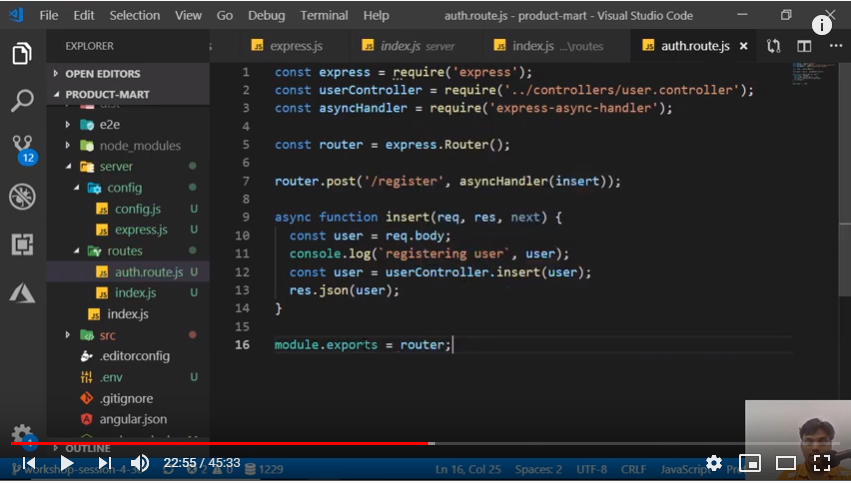 File Edit Selection View Go Debug Terminal Help auth.route.js - product-mart - Visual Studio Code
EXPLORER
express.js index.js server index.js ...\routes auth.route.js
OPEN EDITORS
PRODUCT-MART
e2e
node_modules
server
config
config.js U
express.js U
routes
auth.route.js U
index.js U
index.js
src
.editorconfig
.env U
.gitignore
angular.json
OUTLINE
12
1 const express = require('express');
2 const userController = require('../controllers/user.controller');
3 const asyncHandler = require('express-async-handler');
4
5 const router = express.Router();
6
7 router.post('/register', asyncHandler(insert));
8
9 async function insert(req, res, next) {
10 const user = req.body;
11 console.log(`registering user`, user);
12 const user = userController.insert(user);
13 res.json(user);
14 }
15
16 module.exports = router;
22:55 / 45:33
workshop-session-4-3 2 0 1229 Ln 16, Col 25 Spaces: 2 UTF-8 CRLF JavaScript